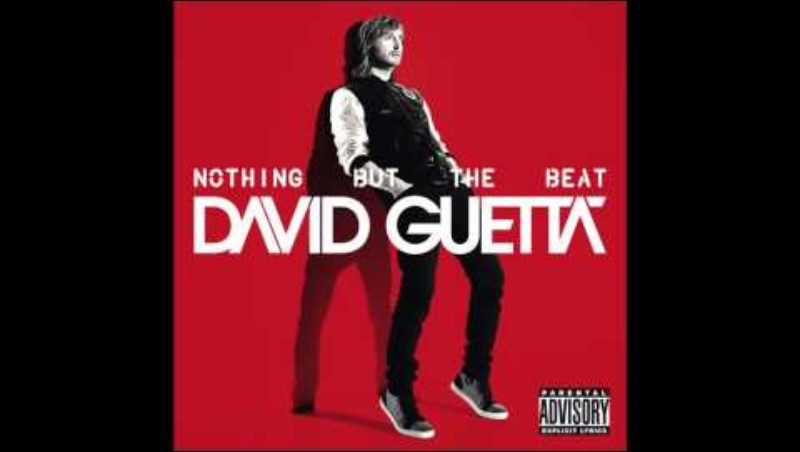 NOTHING BUT THE BEAT
DAVID GUETTA
PARENTAL
ADVISORY
EXPLICIT LYRICS